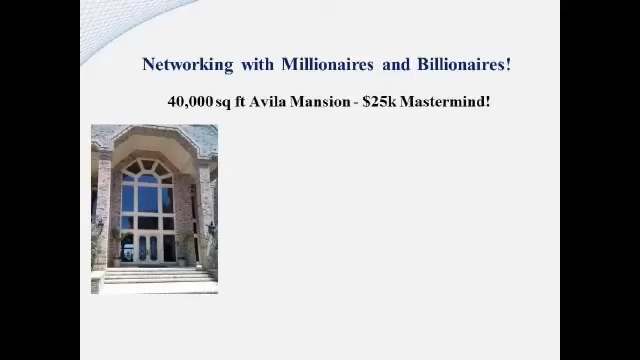 Networking with Millionaires and Billionaires!
40,000 sq ft Avila Mansion - $25k Mastermind!